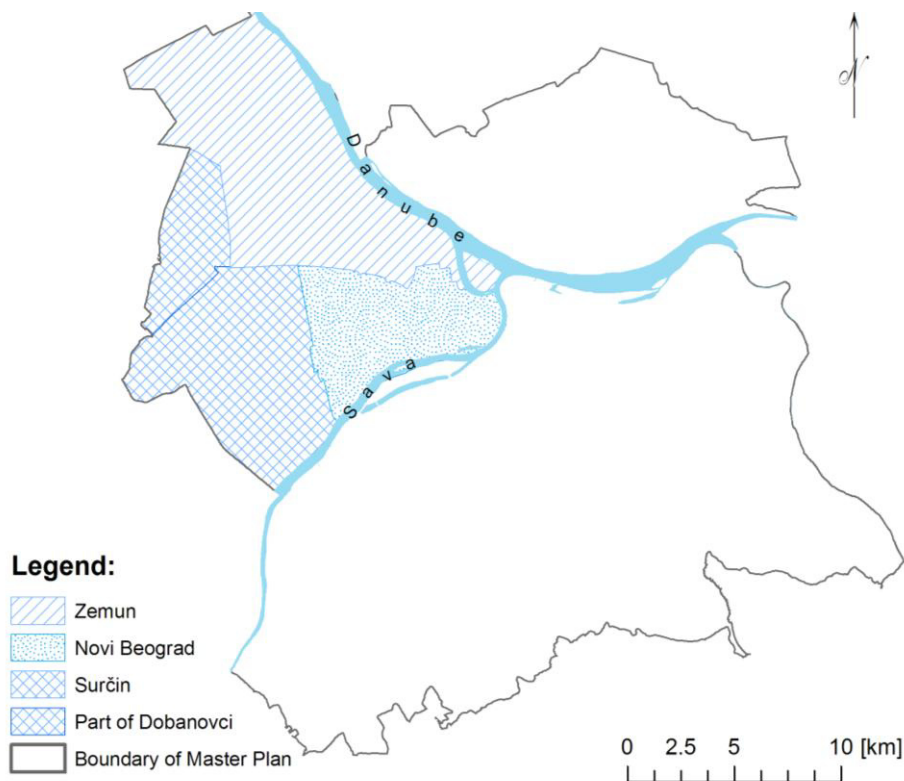 N
Danube
Sava
Legend:
Zemun
Novi Beograd
Surčin
Part of Dobanovci
Boundary of Master Plan
0 2.5 5 10 [km]